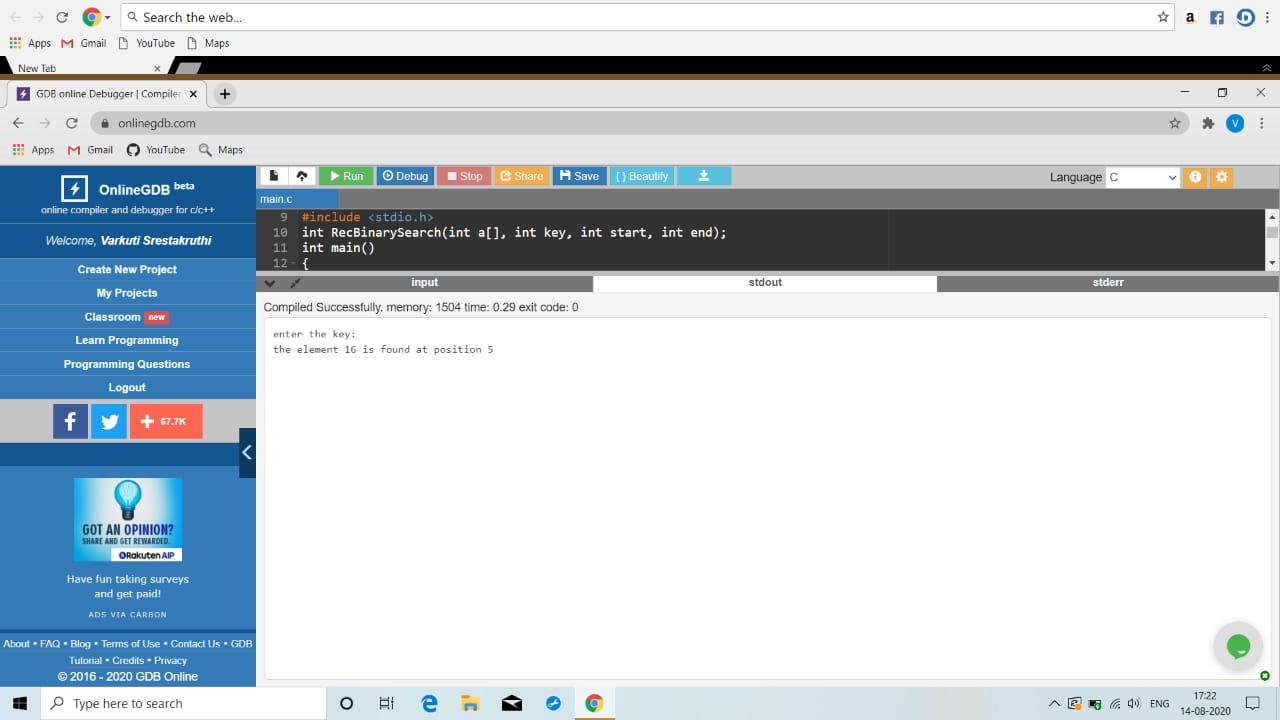 Search the web...
a
Apps Gmail YouTube Maps
New Tab
GDB online Debugger | Compiler
onlinegdb.com
V
Apps Gmail YouTube Maps
OnlineGDB beta
online compiler and debugger for c/c++
Welcome, Varkuti Srestakruthi
Create New Project
My Projects
Classroom new
Learn Programming
Programming Questions
Logout
67.7K
GOT AN OPINION?
SHARE AND GET REWARDED.
Rakuten AIP
Have fun taking surveys
and get paid!
ADS VIA CARBON
About • FAQ • Blog • Terms of Use • Contact Us • GDB
Tutorial • Credits • Privacy
© 2016 - 2020 GDB Online
Run Debug Stop Share Save { } Beautify Language C
main.c
9 #include <stdio.h>
10 int RecBinarySearch(int a[], int key, int start, int end);
11 int main()
12 {
input stdout stderr
Compiled Successfully. memory: 1504 time: 0.29 exit code: 0
enter the key:
the element 16 is found at position 5
Type here to search
ENG
17:22
14-08-2020